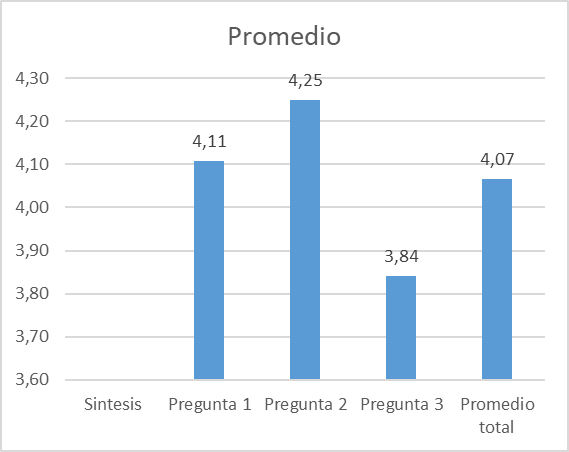 Promedio
4,30
4,20
4,10
4,00
3,90
3,80
3,70
3,60
4,11
4,25
3,84
4,07
Sintesis
Pregunta 1
Pregunta 2
Pregunta 3
Promedio
total